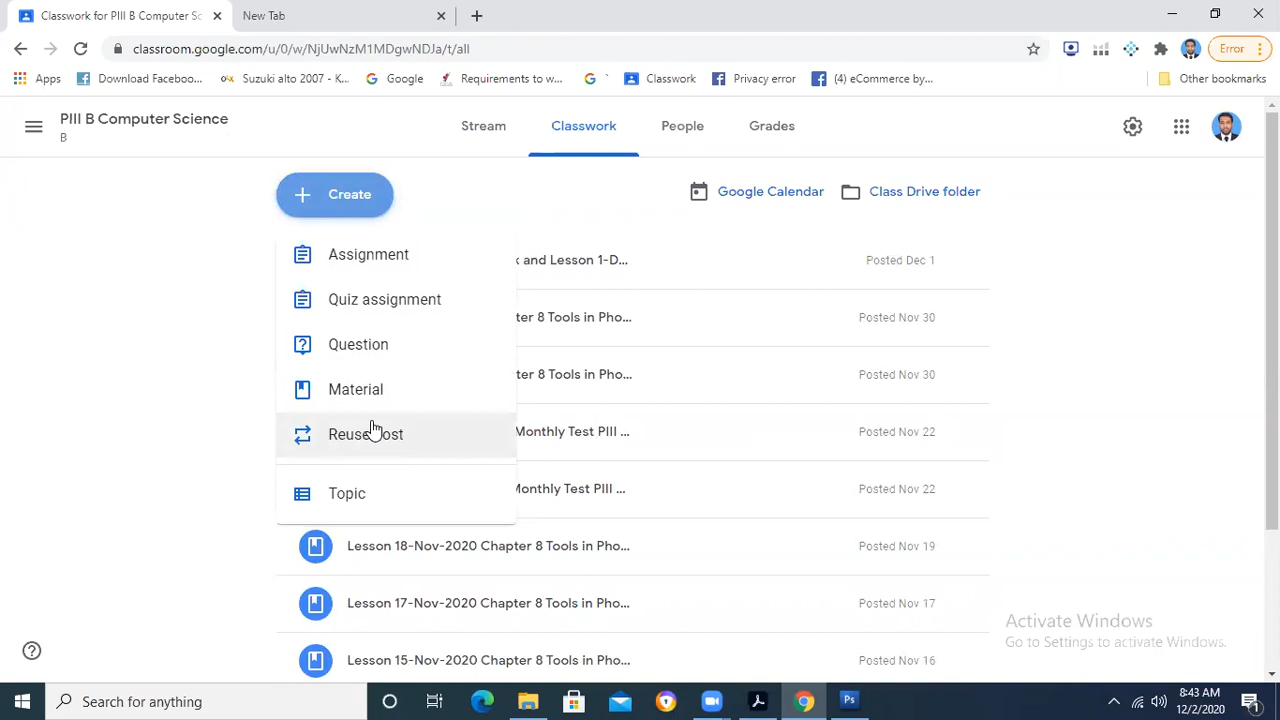 Classwork for PIII B Computer Sc
New Tab
classroom.google.com/u/0/w/NjUwNzM1MDgwNDJa/t/all
Error
Apps
Download Faceboo...
Suzuki alto 2007 - K...
Google
Requirements to w...
Classwork
Privacy error
(4) eCommerce by...
Other bookmarks
PIII B Computer Science
B
Stream
Classwork
People
Grades
Create
Google Calendar
Class Drive folder
Assignment
x and Lesson 1-D...
Posted Dec 1
Quiz assignment
ter 8 Tools in Pho...
Posted Nov 30
Question
ter 8 Tools in Pho...
Posted Nov 30
Material
Reuse post
Monthly Test PIII ...
Posted Nov 22
Topic
Monthly Test PIII ...
Posted Nov 22
Lesson 18-Nov-2020 Chapter 8 Tools in Pho...
Posted Nov 19
Lesson 17-Nov-2020 Chapter 8 Tools in Pho...
Posted Nov 17
Lesson 15-Nov-2020 Chapter 8 Tools in Pho...
Posted Nov 16
Activate Windows
Go to Settings to activate Windows.
Search for anything
Ps
8:43 AM
12/2/2020
1